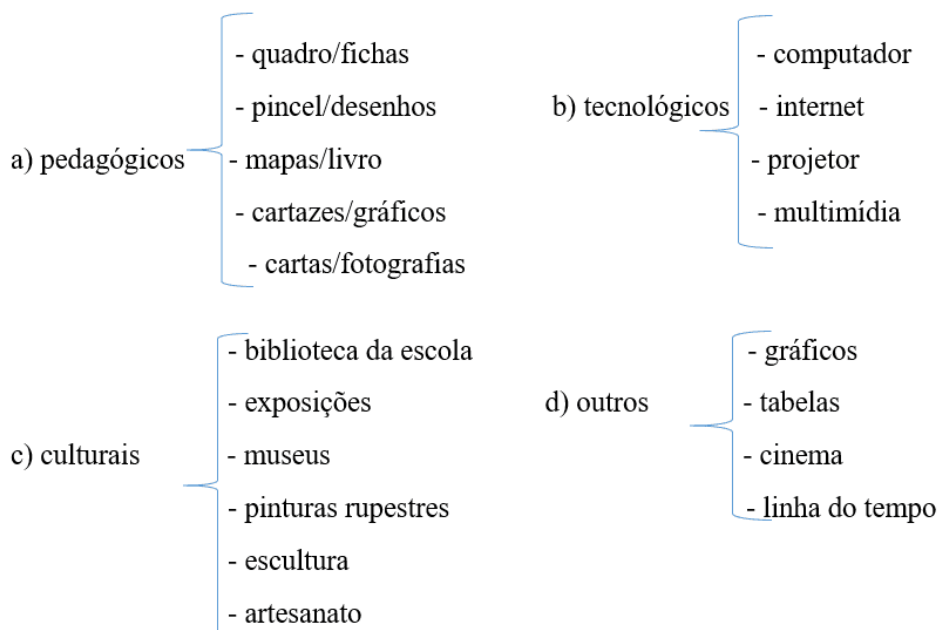 a) pedagógicos
- quadro/fichas
- pincel/desenhos
- mapas/livro
- cartazes/gráficos
- cartas/fotografias
b) tecnológicos
- computador
- internet
- projetor
- multimídia
c) culturais
- biblioteca da escola
- exposições
- museus
- pinturas rupestres
- escultura
- artesanato
d) outros
- gráficos
- tabelas
- cinema
- linha do tempo